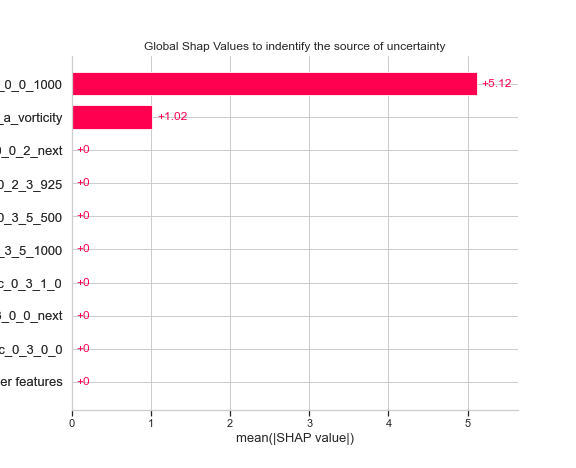 Global Shap Values to indentify the source of uncertainty
_0_0_1000
+5.12
_a_vorticity
+1.02
0_0_2_next
+0
0_2_3_925
+0
0_3_5_500
+0
_3_5_1000
+0
c_0_3_1_0
+0
_0_0_next
+0
c_0_3_0_0
+0
er features
+0
0 1 2 3 4 5
mean(|SHAP value|)